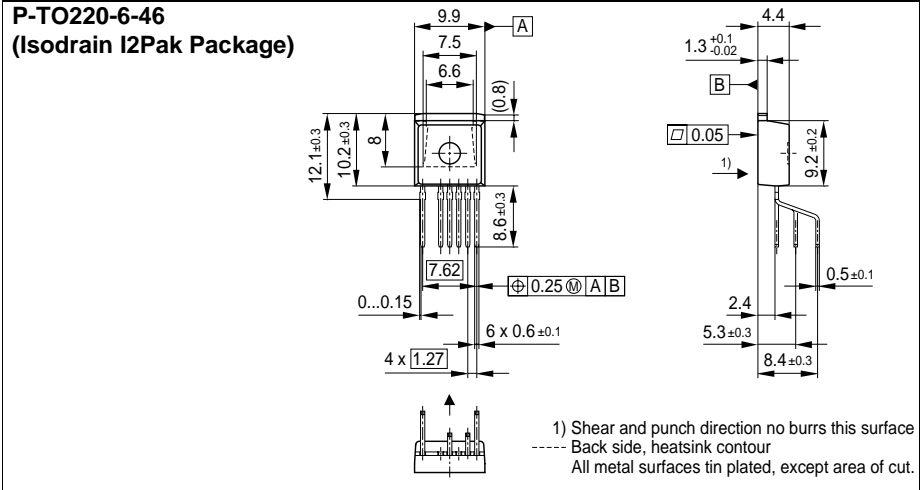 P-TO220-6-46
(Isodrain I2Pak Package)
9.9
A
7.5
6.6
(0.8)
12.1 ±0.3
10.2 ±0.3
8
8.6 ±0.3
7.62
⌖ 0.25 Ⓜ A B
0...0.15
6 x 0.6 ±0.1
4 x 1.27
4.4
1.3 +0.1 -0.02
B
⏥ 0.05
1)
9.2 ±0.2
0.5 ±0.1
2.4
5.3 ±0.3
8.4 ±0.3
1) Shear and punch direction no burrs this surface
----- Back side, heatsink contour
All metal surfaces tin plated, except area of cut.